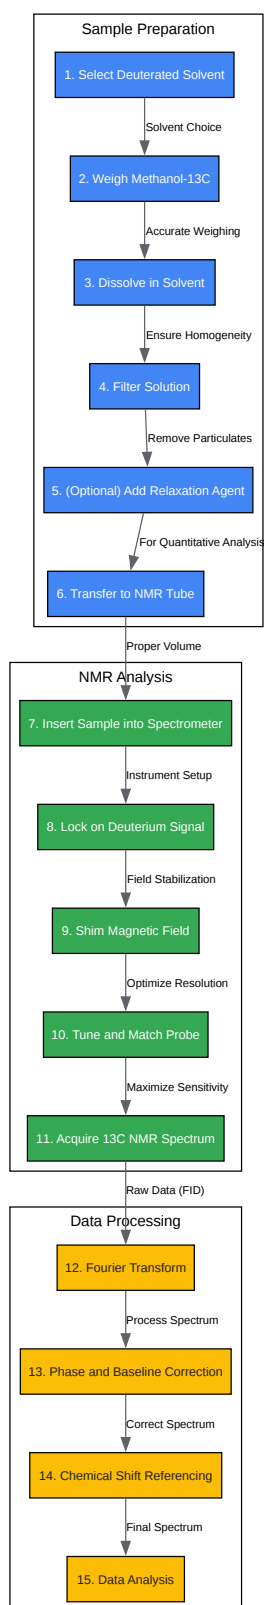 Sample Preparation
1. Select Deuterated Solvent
Solvent Choice
2. Weigh Methanol-13C
Accurate Weighing
3. Dissolve in Solvent
Ensure Homogeneity
4. Filter Solution
Remove Particulates
5. (Optional) Add Relaxation Agent
For Quantitative Analysis
6. Transfer to NMR Tube
Proper Volume
NMR Analysis
7. Insert Sample into Spectrometer
Instrument Setup
8. Lock on Deuterium Signal
Field Stabilization
9. Shim Magnetic Field
Optimize Resolution
10. Tune and Match Probe
Maximize Sensitivity
11. Acquire 13C NMR Spectrum
Raw Data (FID)
Data Processing
12. Fourier Transform
Process Spectrum
13. Phase and Baseline Correction
Correct Spectrum
14. Chemical Shift Referencing
Final Spectrum
15. Data Analysis